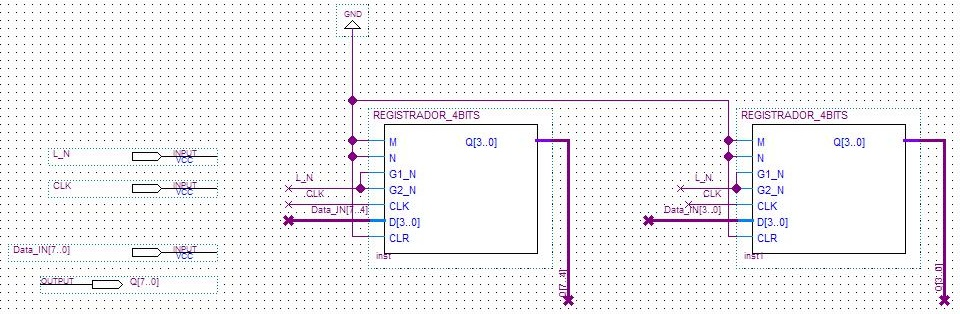 GND
REGISTRADOR_4BITS
M
Q[3..0]
N
G1_N
G2_N
CLK
D[3..0]
CLR
inst
L_N
CLK
Data_IN[7..4]
Q[7..4]
REGISTRADOR_4BITS
M
Q[3..0]
N
G1_N
G2_N
CLK
D[3..0]
CLR
inst1
L_N
CLK
Data_IN[3..0]
Q[3..0]
L_N
INPUT
VCC
CLK
INPUT
VCC
Data_IN[7..0]
INPUT
VCC
OUTPUT
Q[7..0]